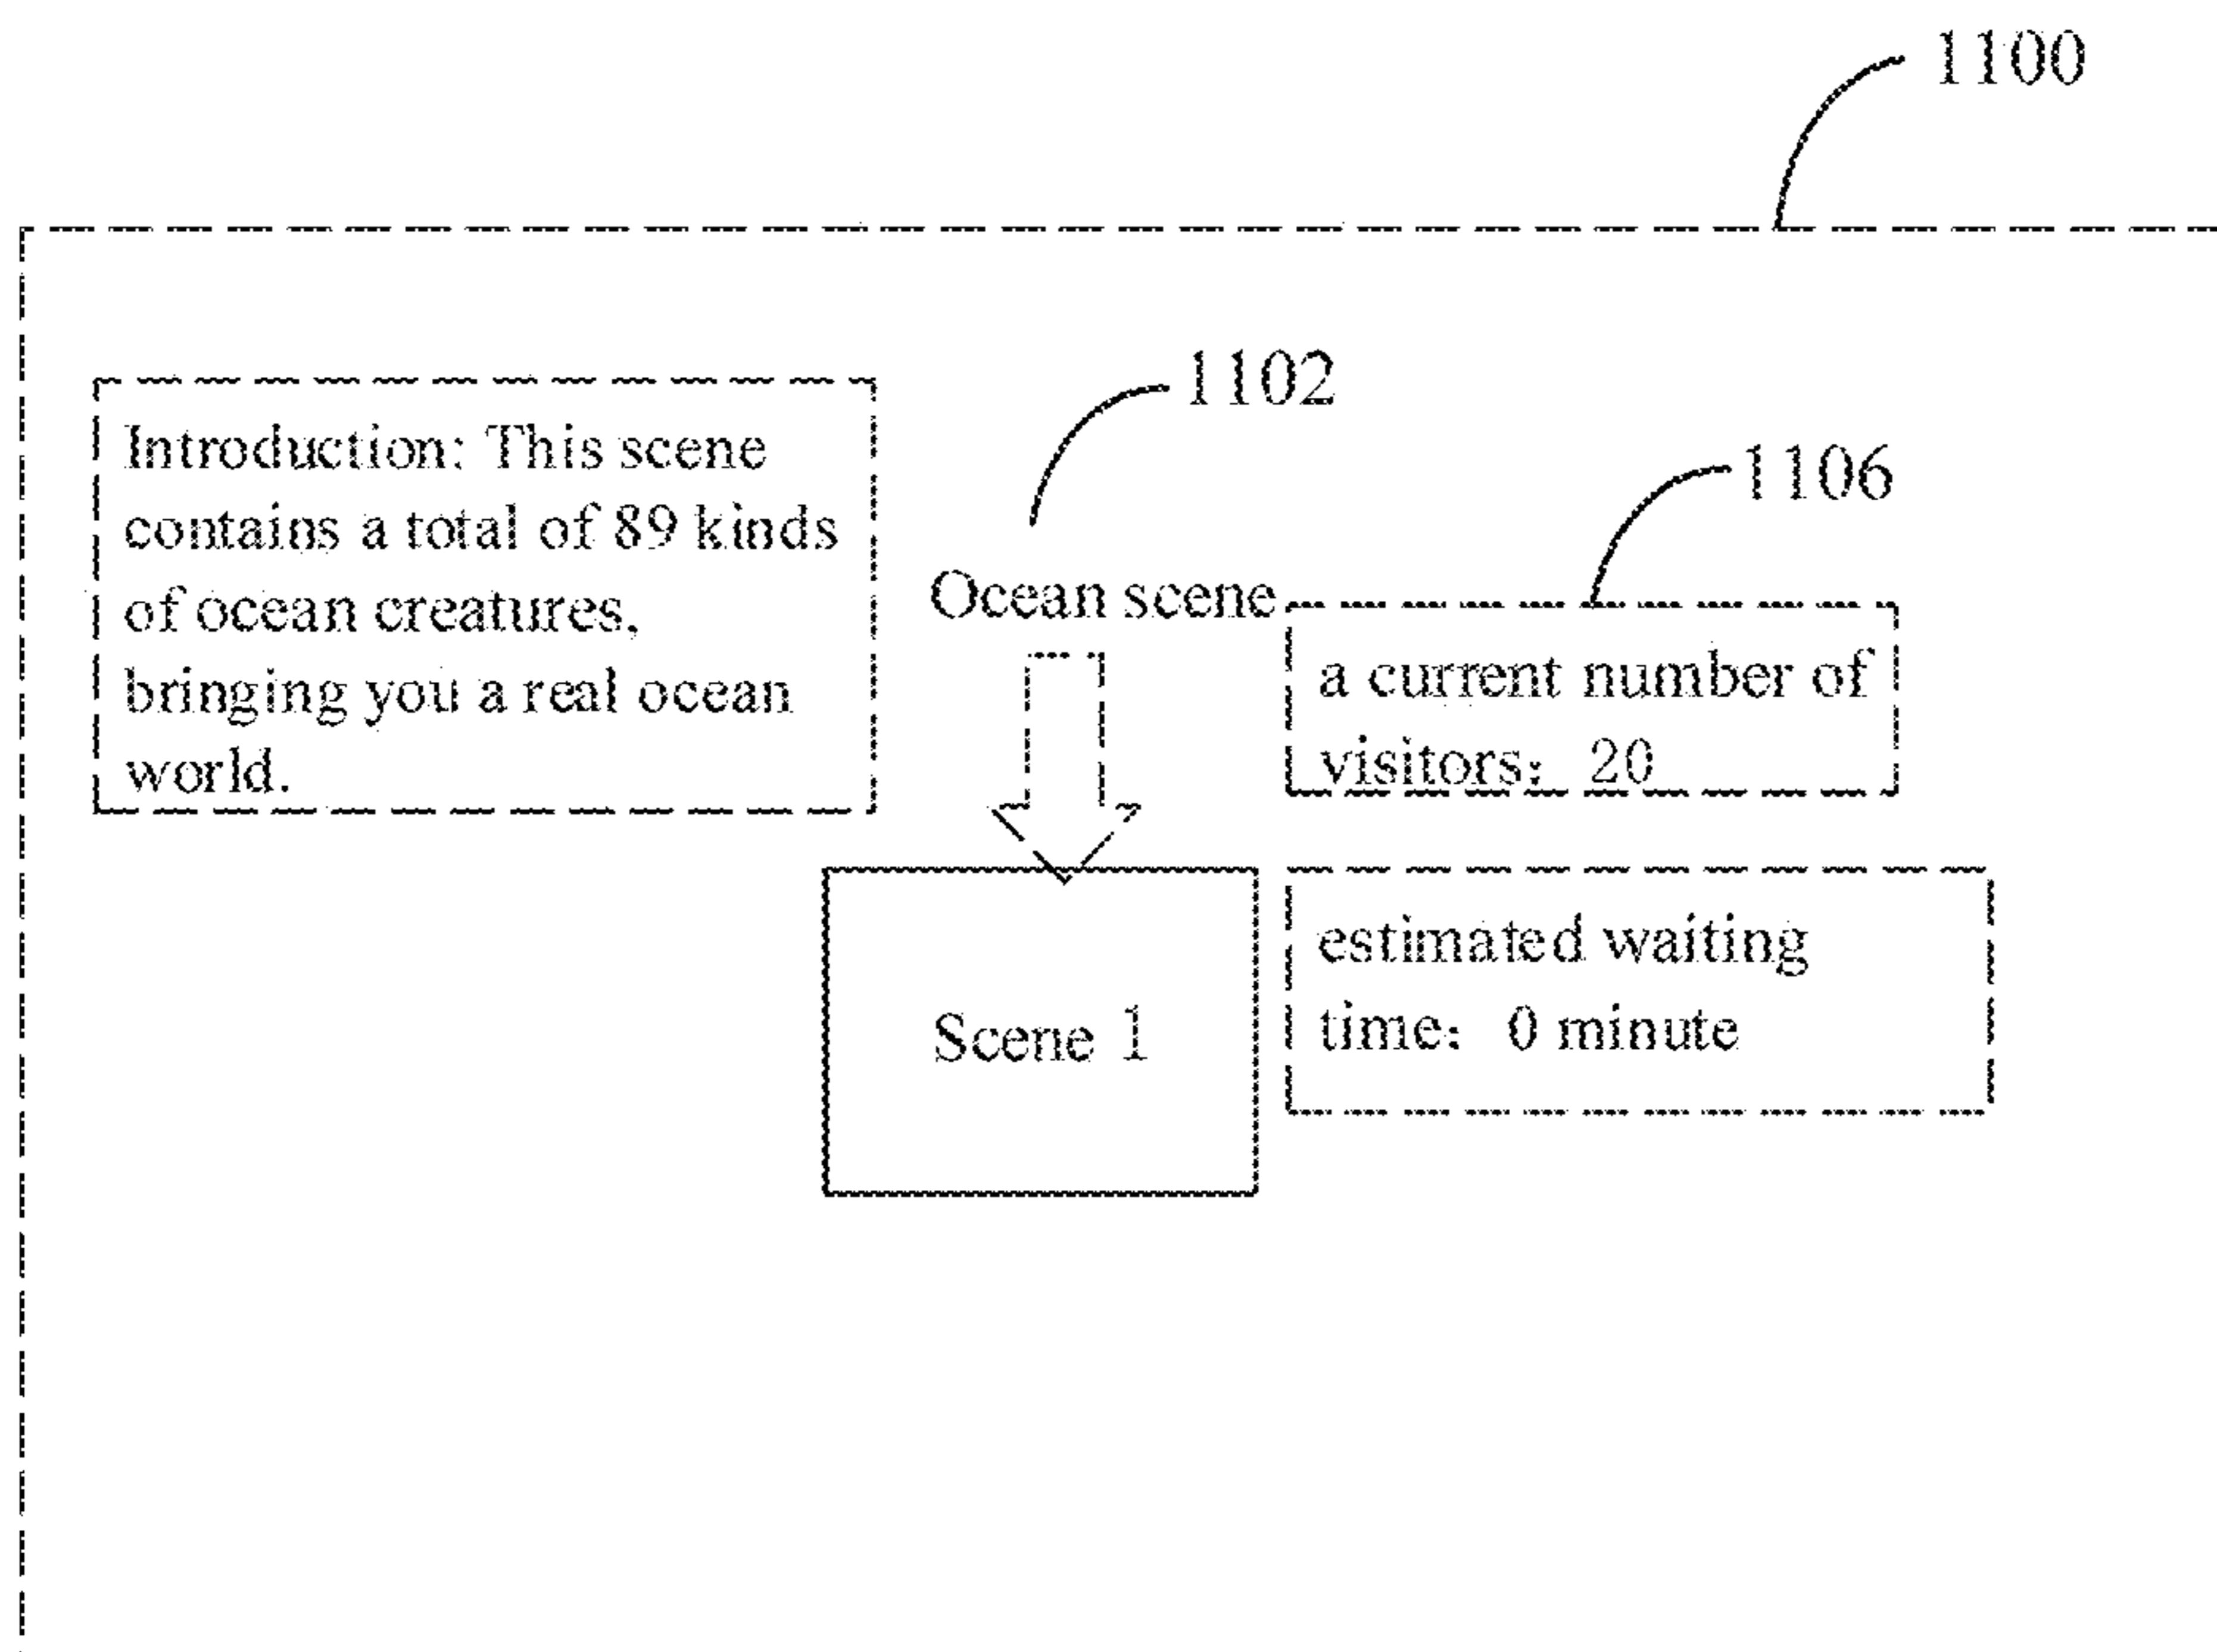 1100
1102
Introduction: This scene
contains a total of 89 kinds
of ocean creatures,
bringing you a real ocean
world.
1106
Ocean scene
a current number of
visitors: 20
Scene 1
estimated waiting
time: 0 minute